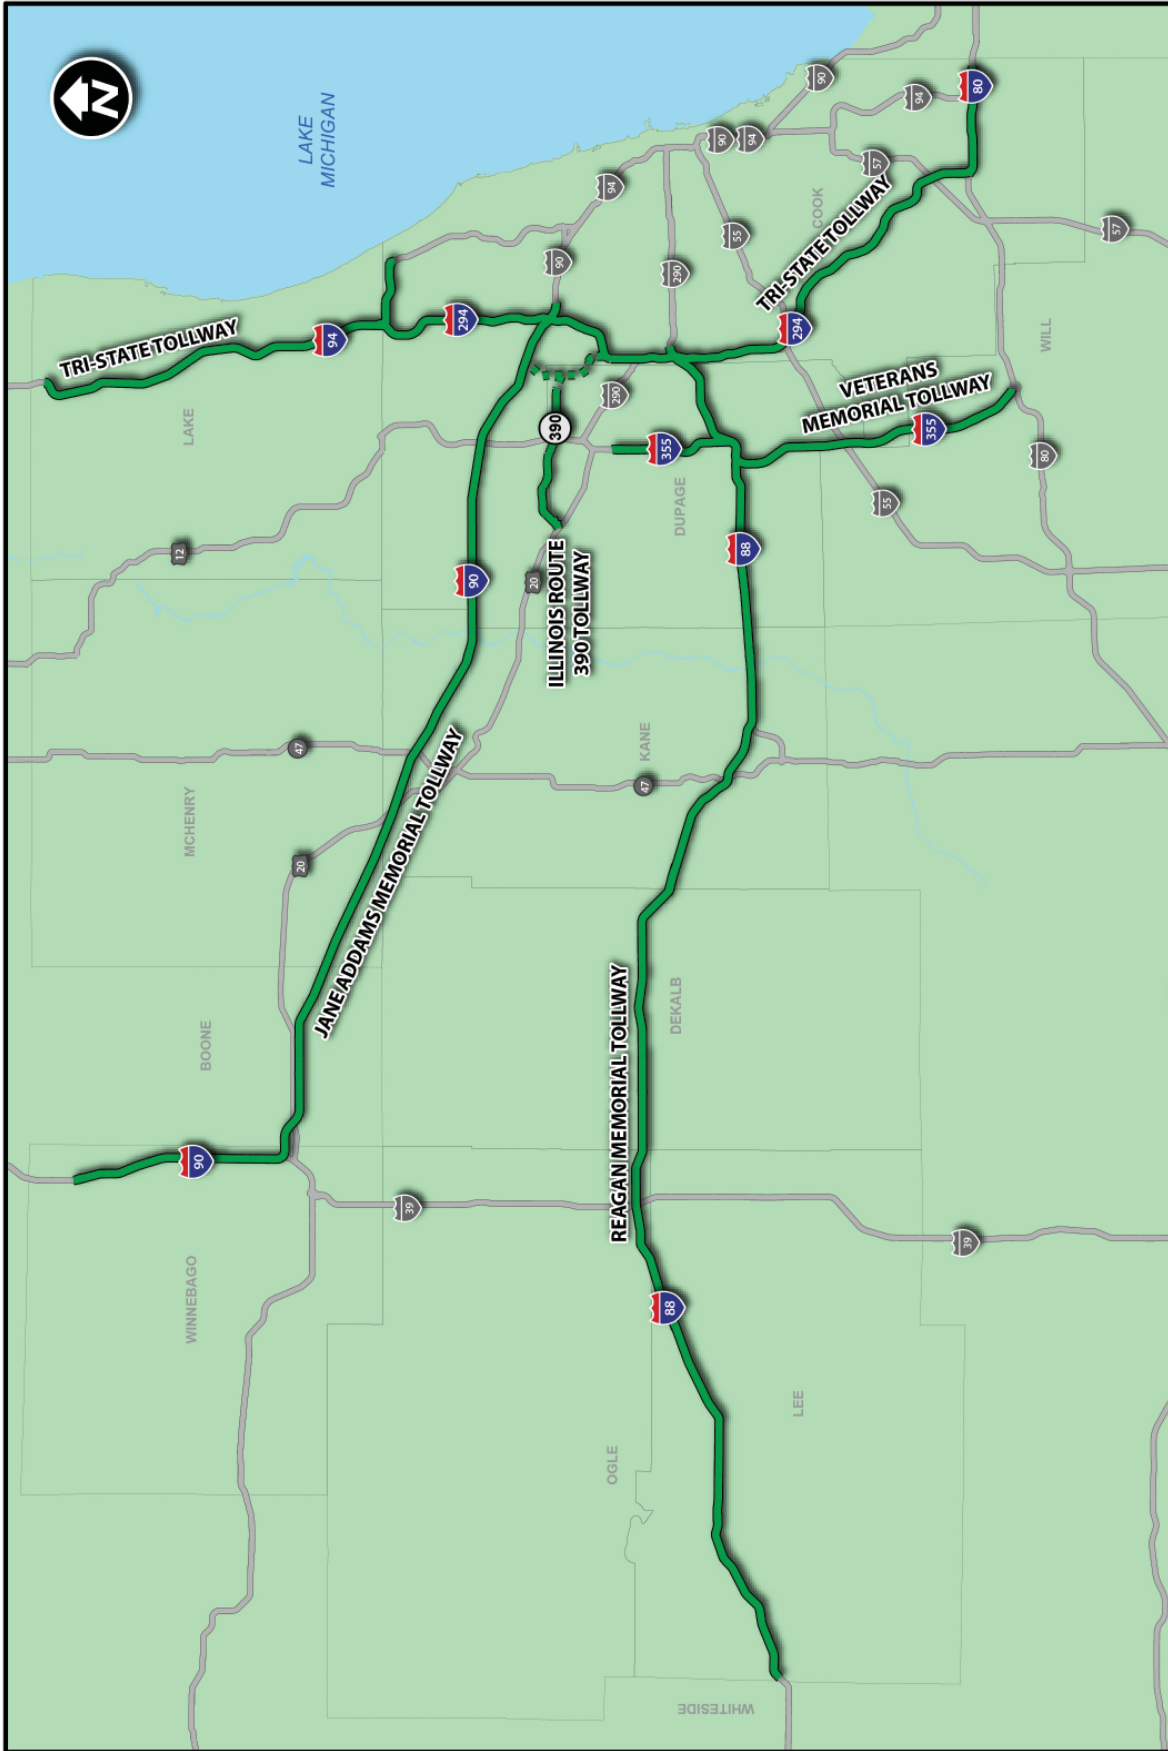 N
LAKE
MICHIGAN
TRI-STATE TOLLWAY
94
LAKE
12
47
MCHENRY
20
BOONE
90
WINNEBAGO
39
JANE ADDAMS MEMORIAL TOLLWAY
90
294
20
ILLINOIS ROUTE
390 TOLLWAY
390
90
94
290
290
355
DUPAGE
KANE
47
88
REAGAN MEMORIAL TOLLWAY
DEKALB
88
OGLE
LEE
WHITESIDE
55
90
94
90
94
80
57
COOK
TRI-STATE TOLLWAY
294
VETERANS
MEMORIAL TOLLWAY
355
WILL
57
80
55
39